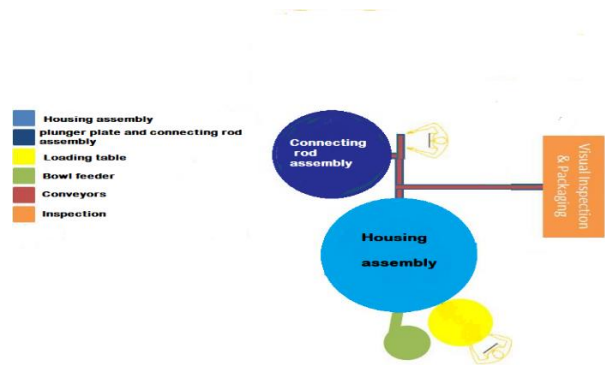 Housing assembly
plunger plate and connecting rod
assembly
Loading table
Bowl feeder
Conveyors
Inspection
Connecting
rod
assembly
Housing
assembly
Visual Inspection
& Packaging